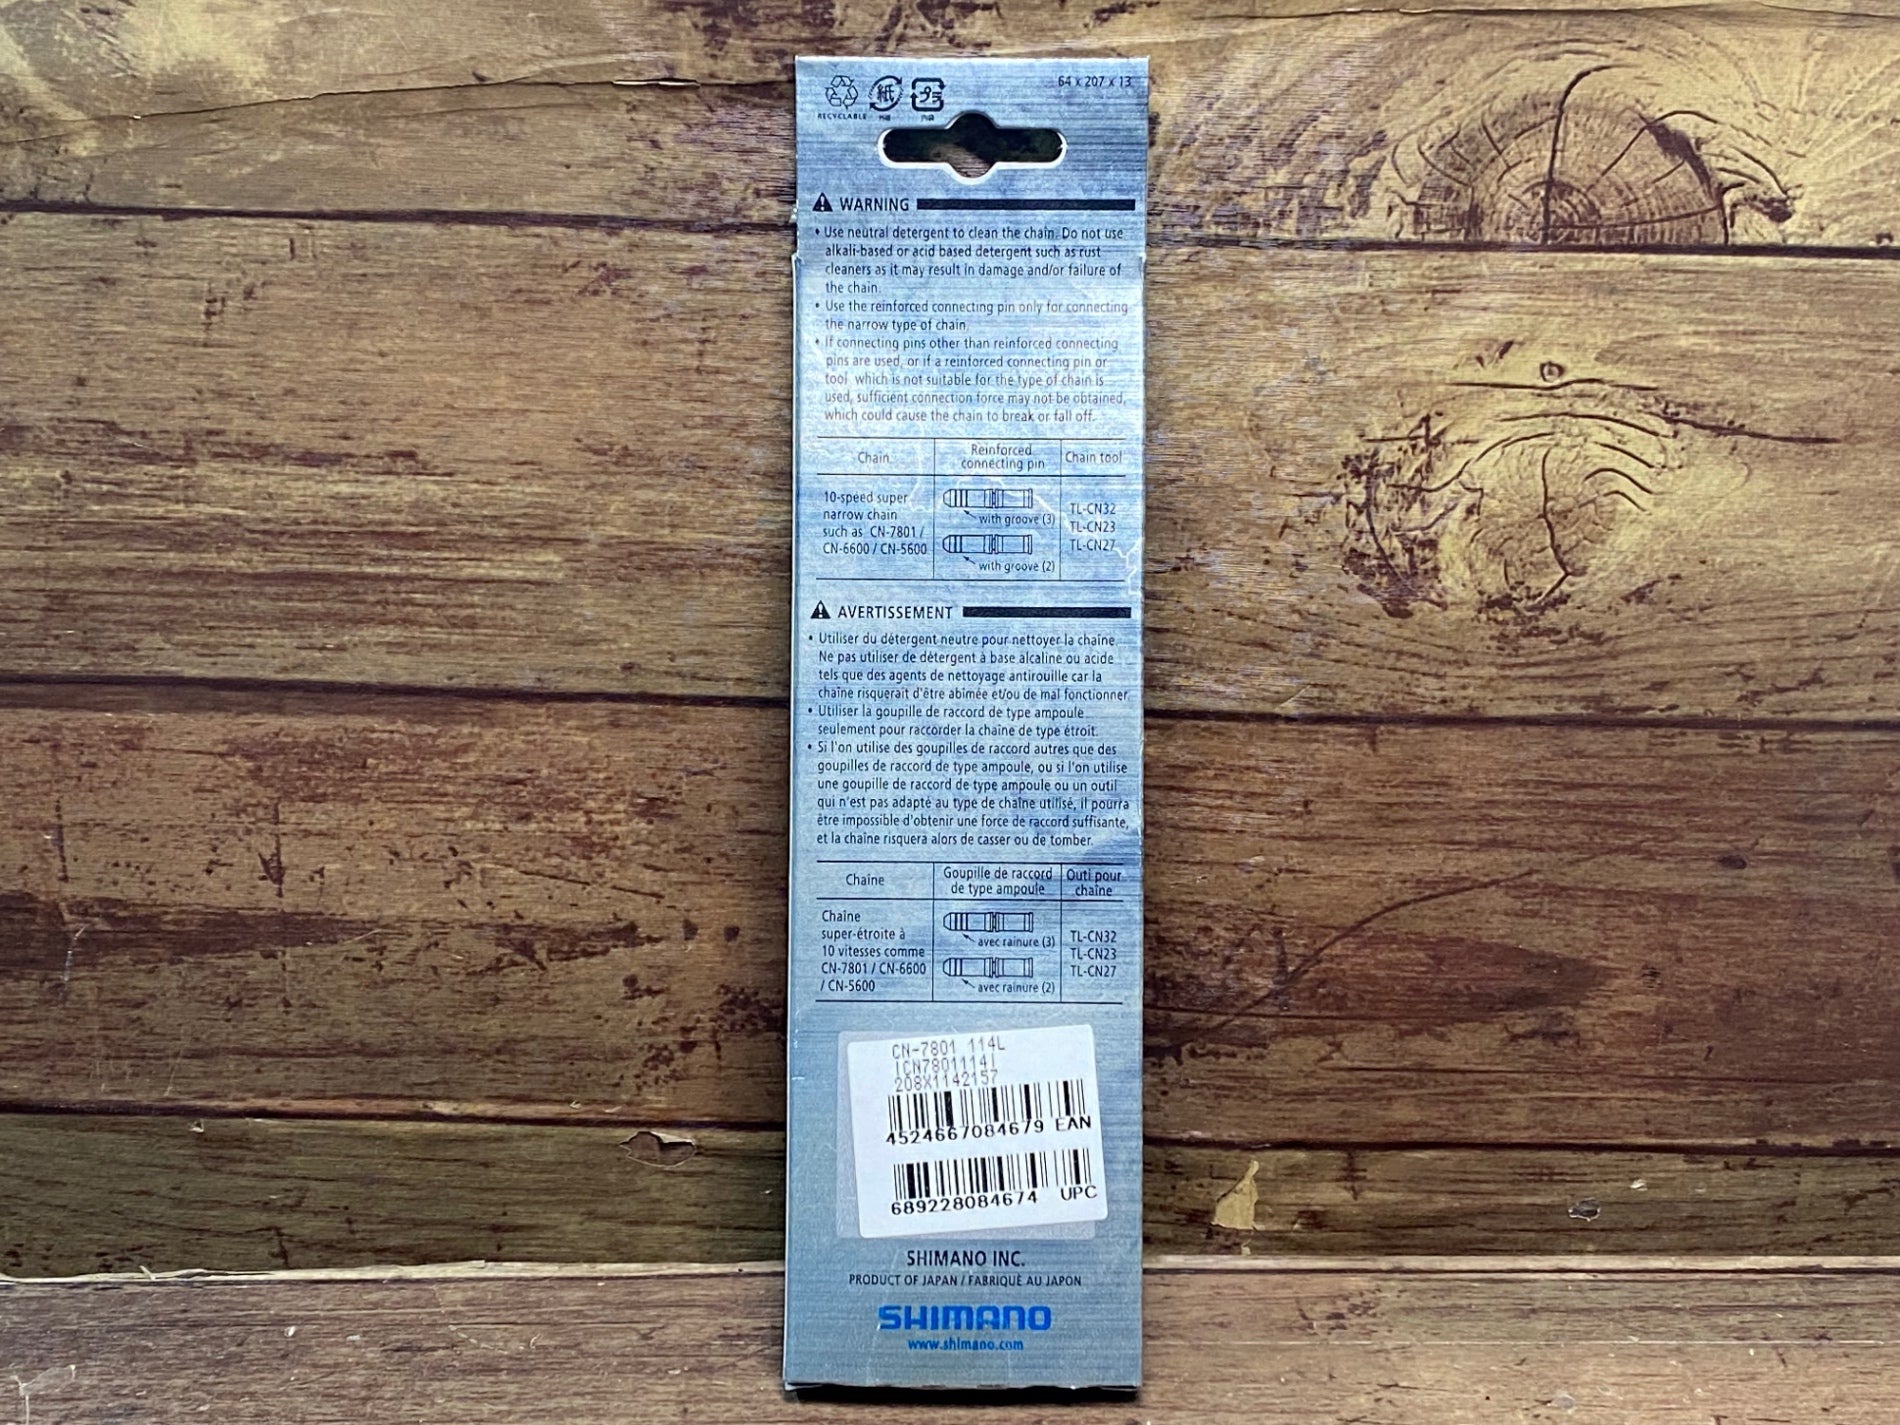 64 x 207 x 13
紙
プラ
RECYCLABLE
⚠ WARNING
• Use neutral detergent to clean the chain. Do not use
alkali-based or acid based detergent such as rust
cleaners as it may result in damage and/or failure of
the chain.
• Use the reinforced connecting pin only for connecting
the narrow type of chain.
• If connecting pins other than reinforced connecting
pins are used, or if a reinforced connecting pin or
tool which is not suitable for the type of chain is
used, sufficient connection force may not be obtained,
which could cause the chain to break or fall off.
Chain
Reinforced
connecting pin
Chain tool
10-speed super
narrow chain
such as CN-7801 /
CN-6600 / CN-5600
with groove (3)
with groove (2)
TL-CN32
TL-CN23
TL-CN27
⚠ AVERTISSEMENT
• Utiliser du détergent neutre pour nettoyer la chaîne.
Ne pas utiliser de détergent à base alcaline ou acide
tels que des agents de nettoyage antirouille car la
chaîne risquerait d'être abîmée et/ou de mal fonctionner.
• Utiliser la goupille de raccord de type ampoule
seulement pour raccorder la chaîne de type étroit.
• Si l'on utilise des goupilles de raccord autres que des
goupilles de raccord de type ampoule, ou si l'on utilise
une goupille de raccord de type ampoule ou un outil
qui n'est pas adapté au type de chaîne utilisé, il pourra
être impossible d'obtenir une force de raccord suffisante,
et la chaîne risquera alors de casser ou de tomber.
Chaîne
Goupille de raccord
de type ampoule
Outi pour
chaîne
Chaîne
super-étroite à
10 vitesses comme
CN-7801 / CN-6600
/ CN-5600
avec rainure (3)
avec rainure (2)
TL-CN32
TL-CN23
TL-CN27
CN-7801 114L
ICN7801114I
208X1142157
4524667084679 EAN
689228084674 UPC
SHIMANO INC.
PRODUCT OF JAPAN / FABRIQUÉ AU JAPON
SHIMANO
www.shimano.com